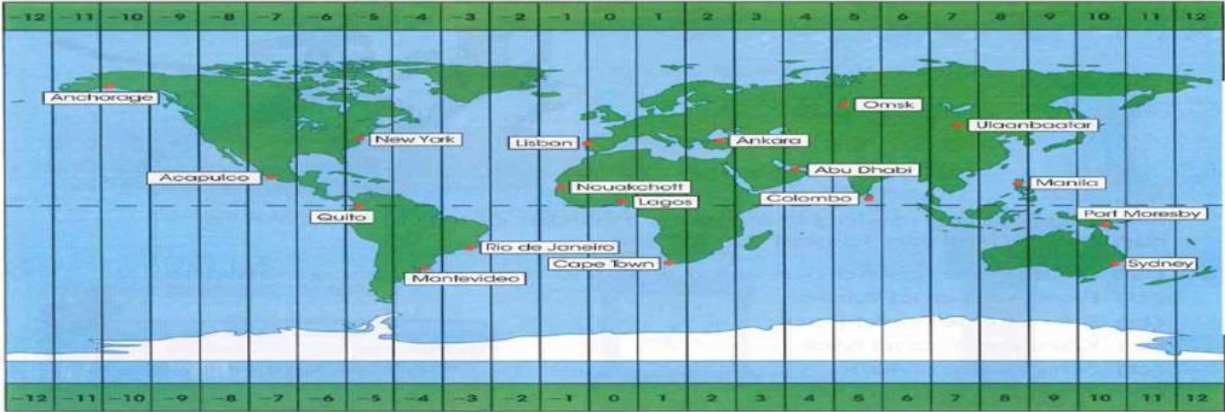 −12 −11 −10 −9 −8 −7 −6 −5 −4 −3 −2 −1 0 1 2 3 4 5 6 7 8 9 10 11 12
Anchorage
Omsk
Ulaanbaatar
New York
Lisbon
Ankara
Abu Dhabi
Acapulco
Nouakchott
Manila
Lagos
Colombo
Quito
Port Moresby
Rio de Janeiro
Cape Town
Sydney
Montevideo
−12 −11 −10 −9 −8 −7 −6 −5 −4 −3 −2 −1 0 1 2 3 4 5 6 7 8 9 10 11 12